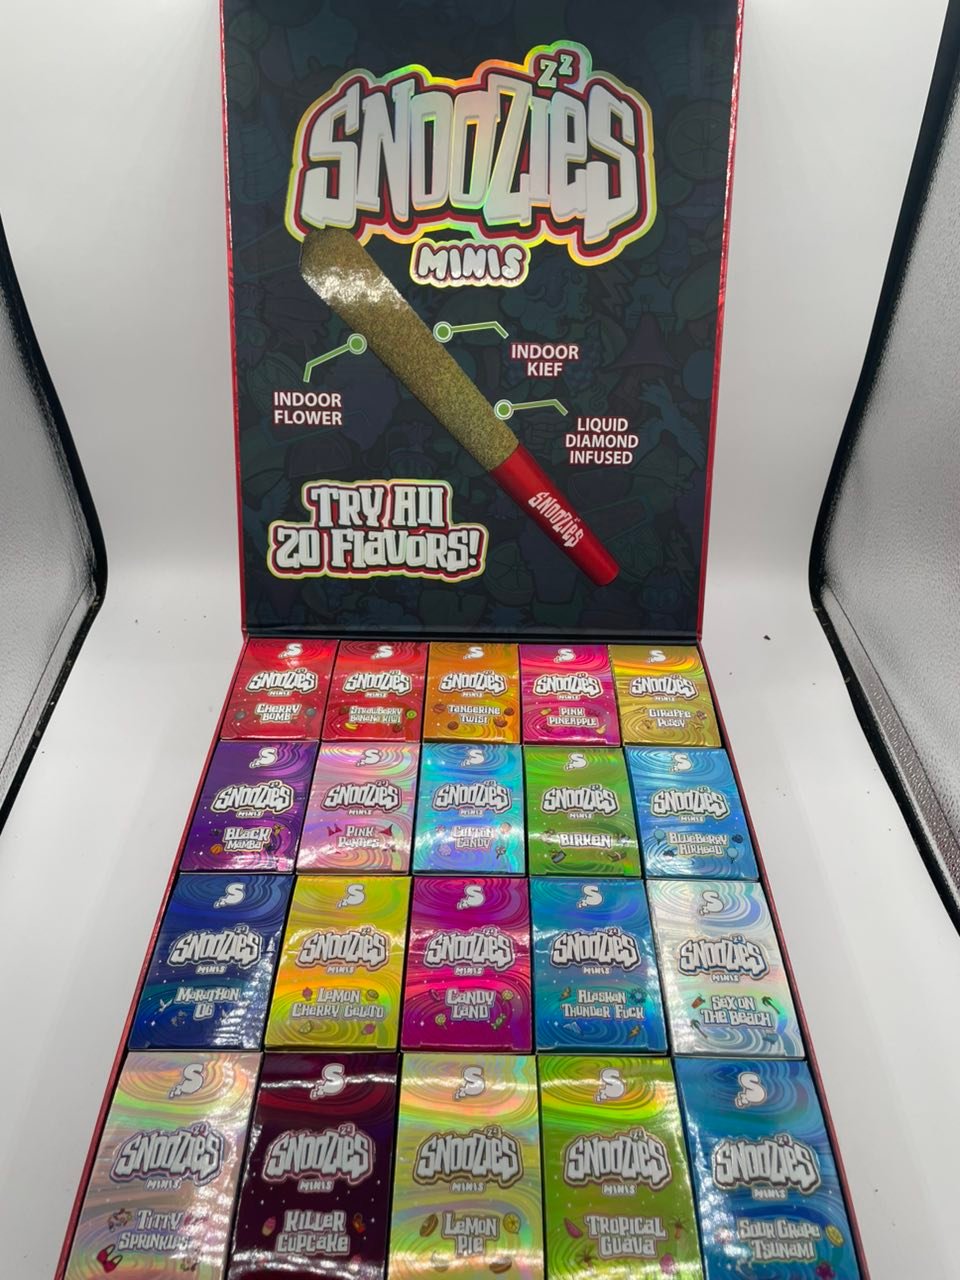 zz
SNOOZIES
MINIS
INDOOR
KIEF
INDOOR
FLOWER
LIQUID
DIAMOND
INFUSED
SNOOZIES
TRY All
20 FlAVORS!
S
SNOOZIES
MINIS
CHERRY
BOMB
S
SNOOZIES
MINIS
STRAWBERRY
BANANA KIWI
S
SNOOZIES
MINIS
TANGERINE
TWIST
S
SNOOZIES
MINIS
PINK
PINEAPPLE
S
SNOOZIES
MINIS
GIRAFFE
PUSSY
S
SNOOZIES
MINIS
BLACK
MAMBA
S
SNOOZIES
MINIS
PINK
PANTIES
S
SNOOZIES
MINIS
COTTON
CANDY
S
SNOOZIES
MINIS
BIRKEN
S
SNOOZIES
MINIS
BLUEBERRY
AIRHEAD
S
SNOOZIES
MINIS
MARATHON
OG
S
SNOOZIES
MINIS
LEMON
CHERRY GELATO
S
SNOOZIES
MINIS
CANDY
LAND
S
SNOOZIES
MINIS
ALASKAN
THUNDER FUCK
S
SNOOZIES
MINIS
SEX ON
THE BEACH
S
SNOOZIES
MINIS
TITTY
SPRINKLES
S
SNOOZIES
MINIS
KILLER
CUPCAKE
S
SNOOZIES
MINIS
LEMON
PIE
S
SNOOZIES
MINIS
TROPICAL
GUAVA
S
SNOOZIES
MINIS
SOUR GRAPE
TSUNAMI